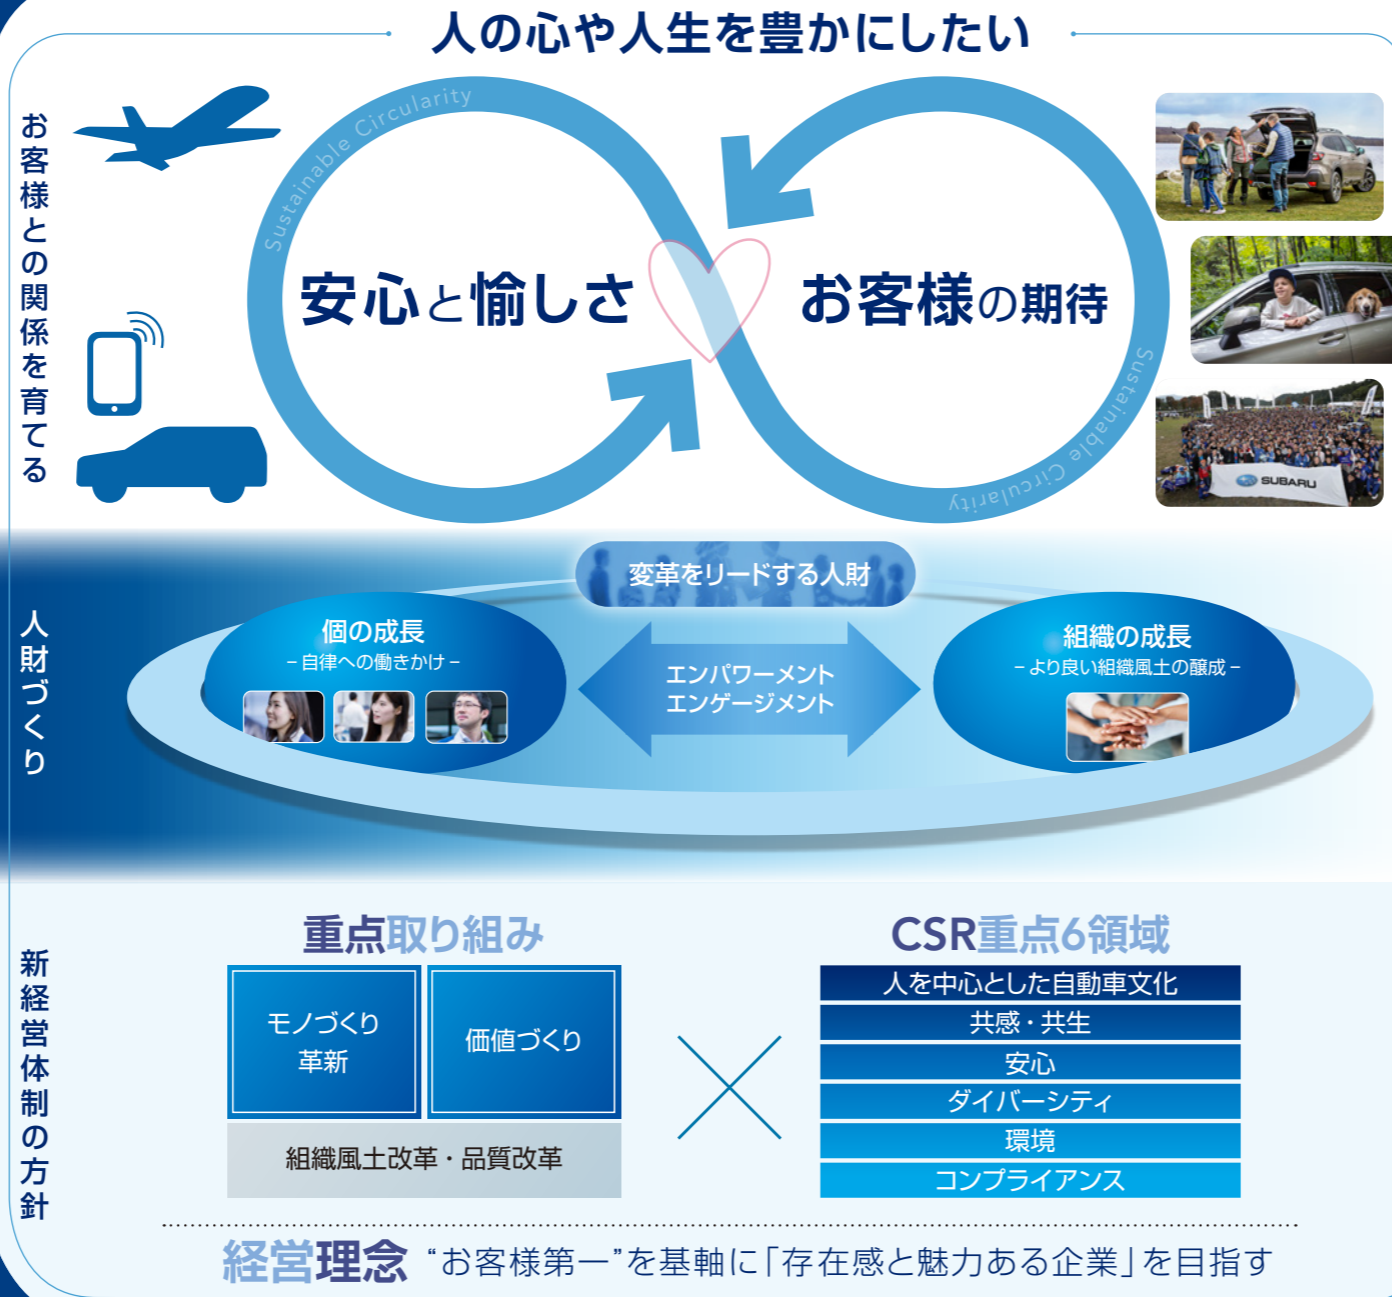 人の心や人生を豊かにしたい
お客様との関係を育てる
Sustainable Circularity
安心と愉しさ
お客様の期待
Sustainable Circularity
SUBARU
人財づくり
変革をリードする人財
個の成長
– 自律への働きかけ –
エンパワーメント
エンゲージメント
組織の成長
– より良い組織風土の醸成 –
新経営体制の方針
重点取り組み
モノづくり
革新
価値づくり
組織風土改革・品質改革
CSR重点6領域
人を中心とした自動車文化
共感・共生
安心
ダイバーシティ
環境
コンプライアンス
経営理念 “お客様第一”を基軸に「存在感と魅力ある企業」を目指す